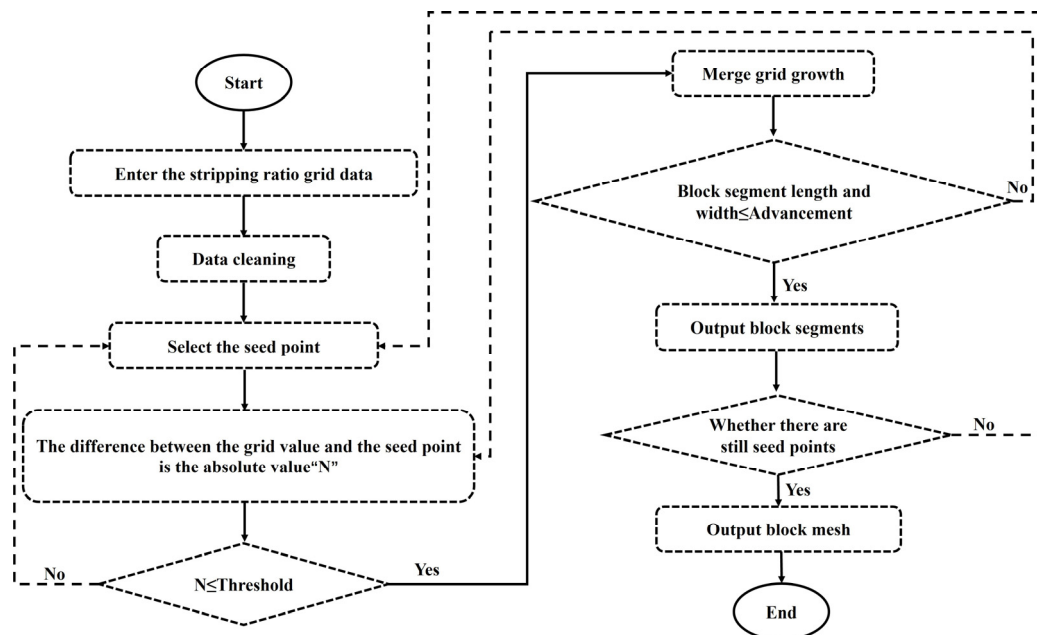 Start
Enter the stripping ratio grid data
Data cleaning
Select the seed point
The difference between the grid value and the seed point
is the absolute value“N”
N≤Threshold
No
Yes
Merge grid growth
Block segment length and
width≤Advancement
No
Yes
Output block segments
Whether there are
still seed points
No
Yes
Output block mesh
End